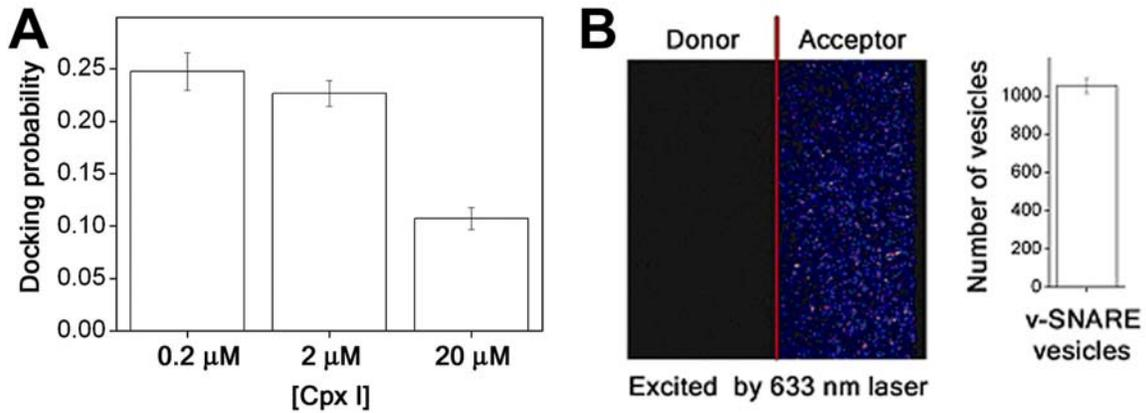 A
Docking probability
0.25
0.20
0.15
0.10
0.05
0.00
0.2 μM 2 μM 20 μM
[Cpx I]
B
Donor Acceptor
Excited by 633 nm laser
Number of vesicles
1000
800
600
400
200
0
v-SNARE
vesicles